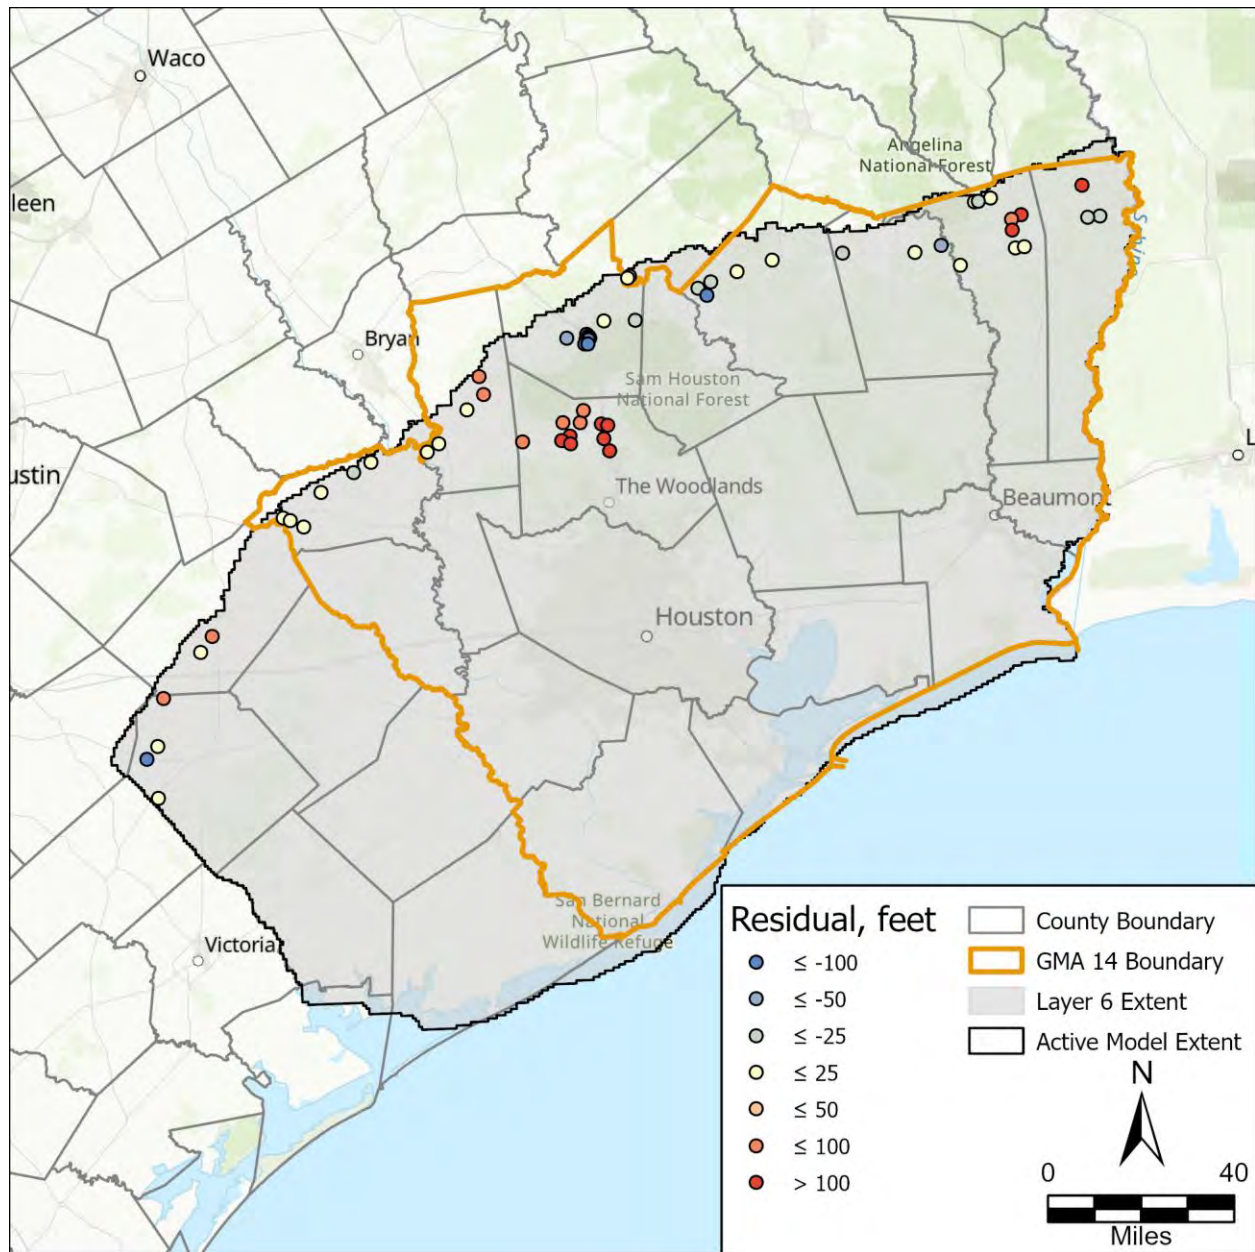 Waco
Angelina
National Forest
leen
Sabine
Bryan
Sam Houston
National Forest
ustin
L
The Woodlands
Beaumont
Houston
San Bernard
National
Wildlife Refuge
Victoria
Residual, feet
≤ -100
≤ -50
≤ -25
≤ 25
≤ 50
≤ 100
> 100
County Boundary
GMA 14 Boundary
Layer 6 Extent
Active Model Extent
N
0 40
Miles